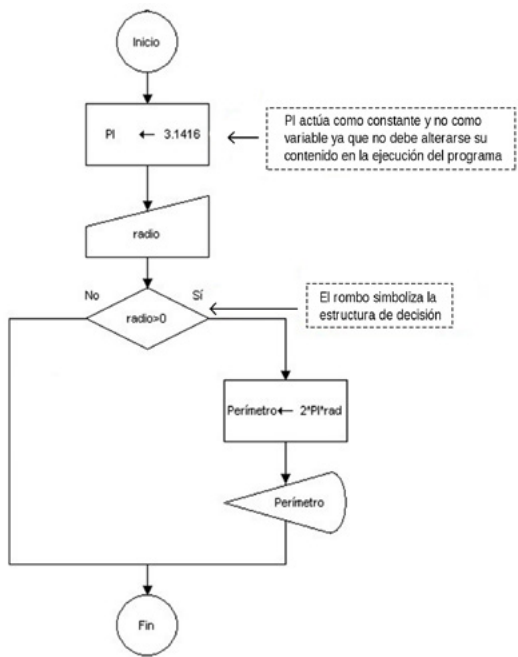 Inicio
PI ← 3.1416
PI actúa como constante y no como
variable ya que no debe alterarse su
contenido en la ejecución del programa
radio
No
Sí
radio>0
El rombo simboliza la
estructura de decisión
Perímetro← 2*PI*rad
Perímetro
Fin